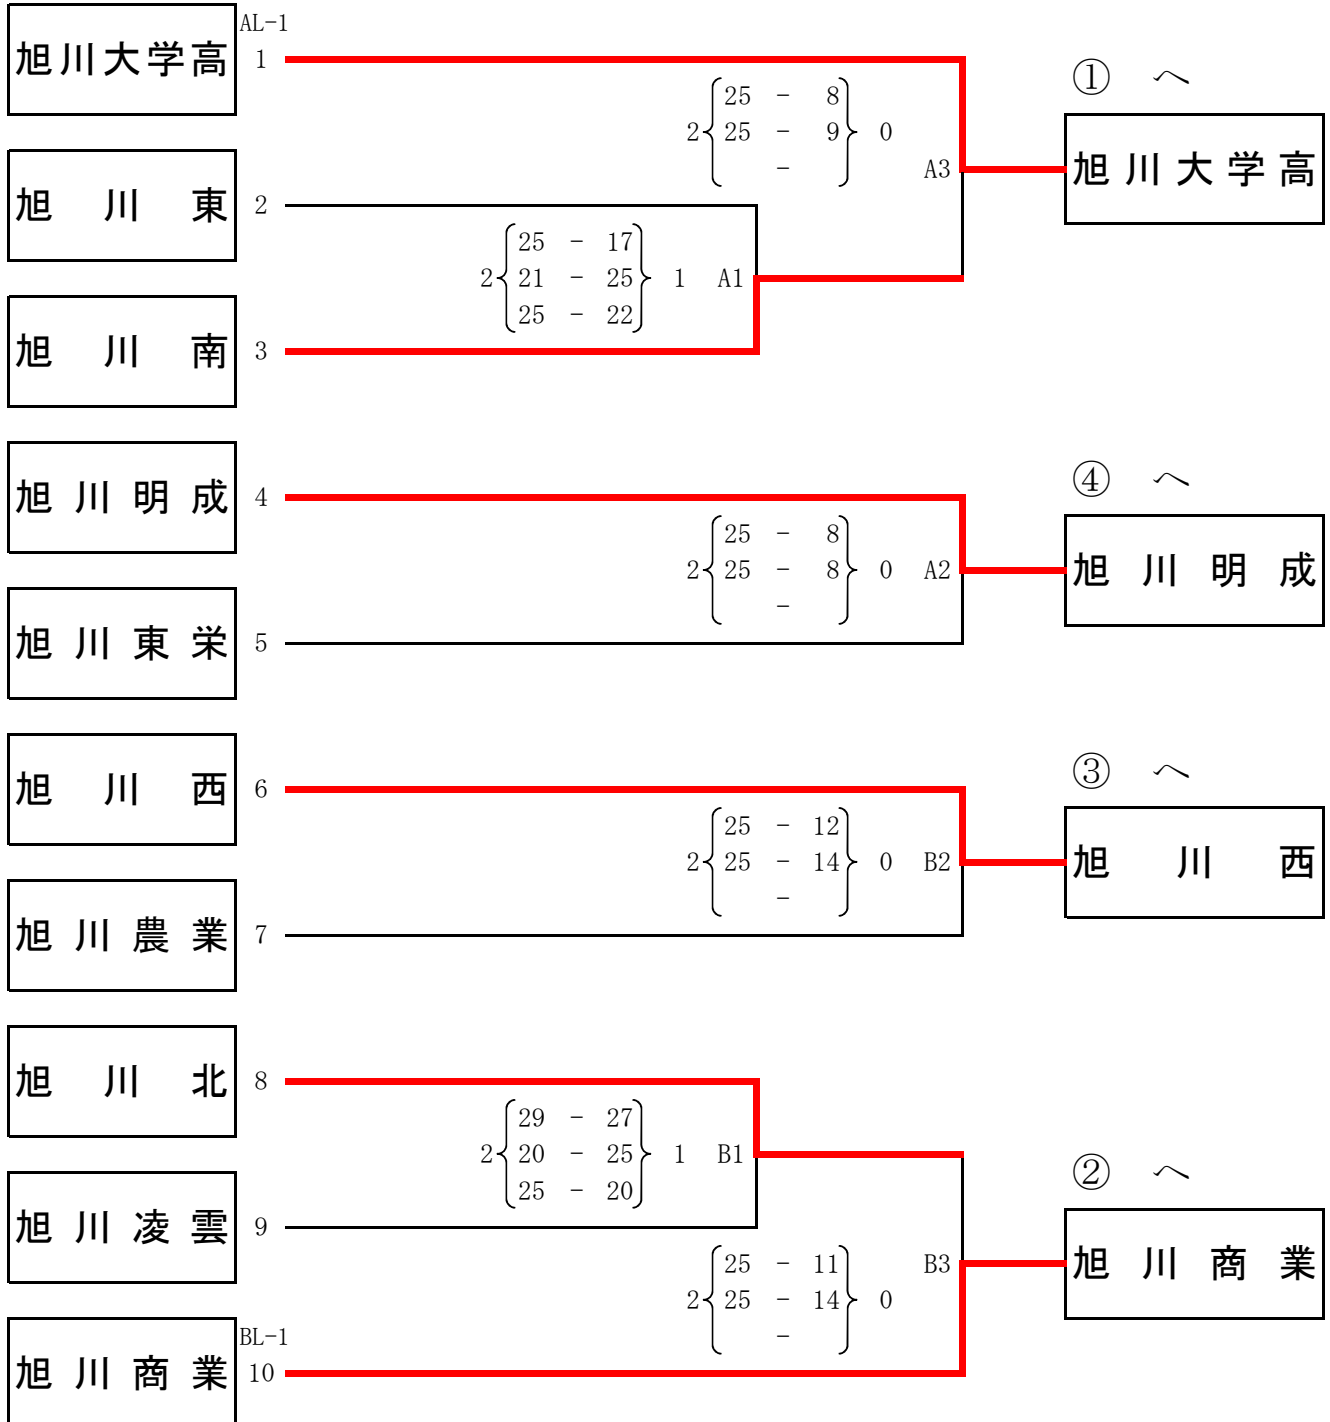 AL-1
旭川大学高 1
① へ
25 - 8
2 25 - 9 0
-
A3
旭川大学高
旭川東 2
25 - 17
2 21 - 25 1 A1
25 - 22
旭川南 3
旭川明成 4
④ へ
25 - 8
2 25 - 8 0 A2
-
旭川明成
旭川東栄 5
旭川西 6
③ へ
25 - 12
2 25 - 14 0 B2
-
旭川西
旭川農業 7
旭川北 8
29 - 27
2 20 - 25 1 B1
25 - 20
② へ
旭川凌雲 9
25 - 11
B3
2 25 - 14 0
-
旭川商業
BL-1
旭川商業 10